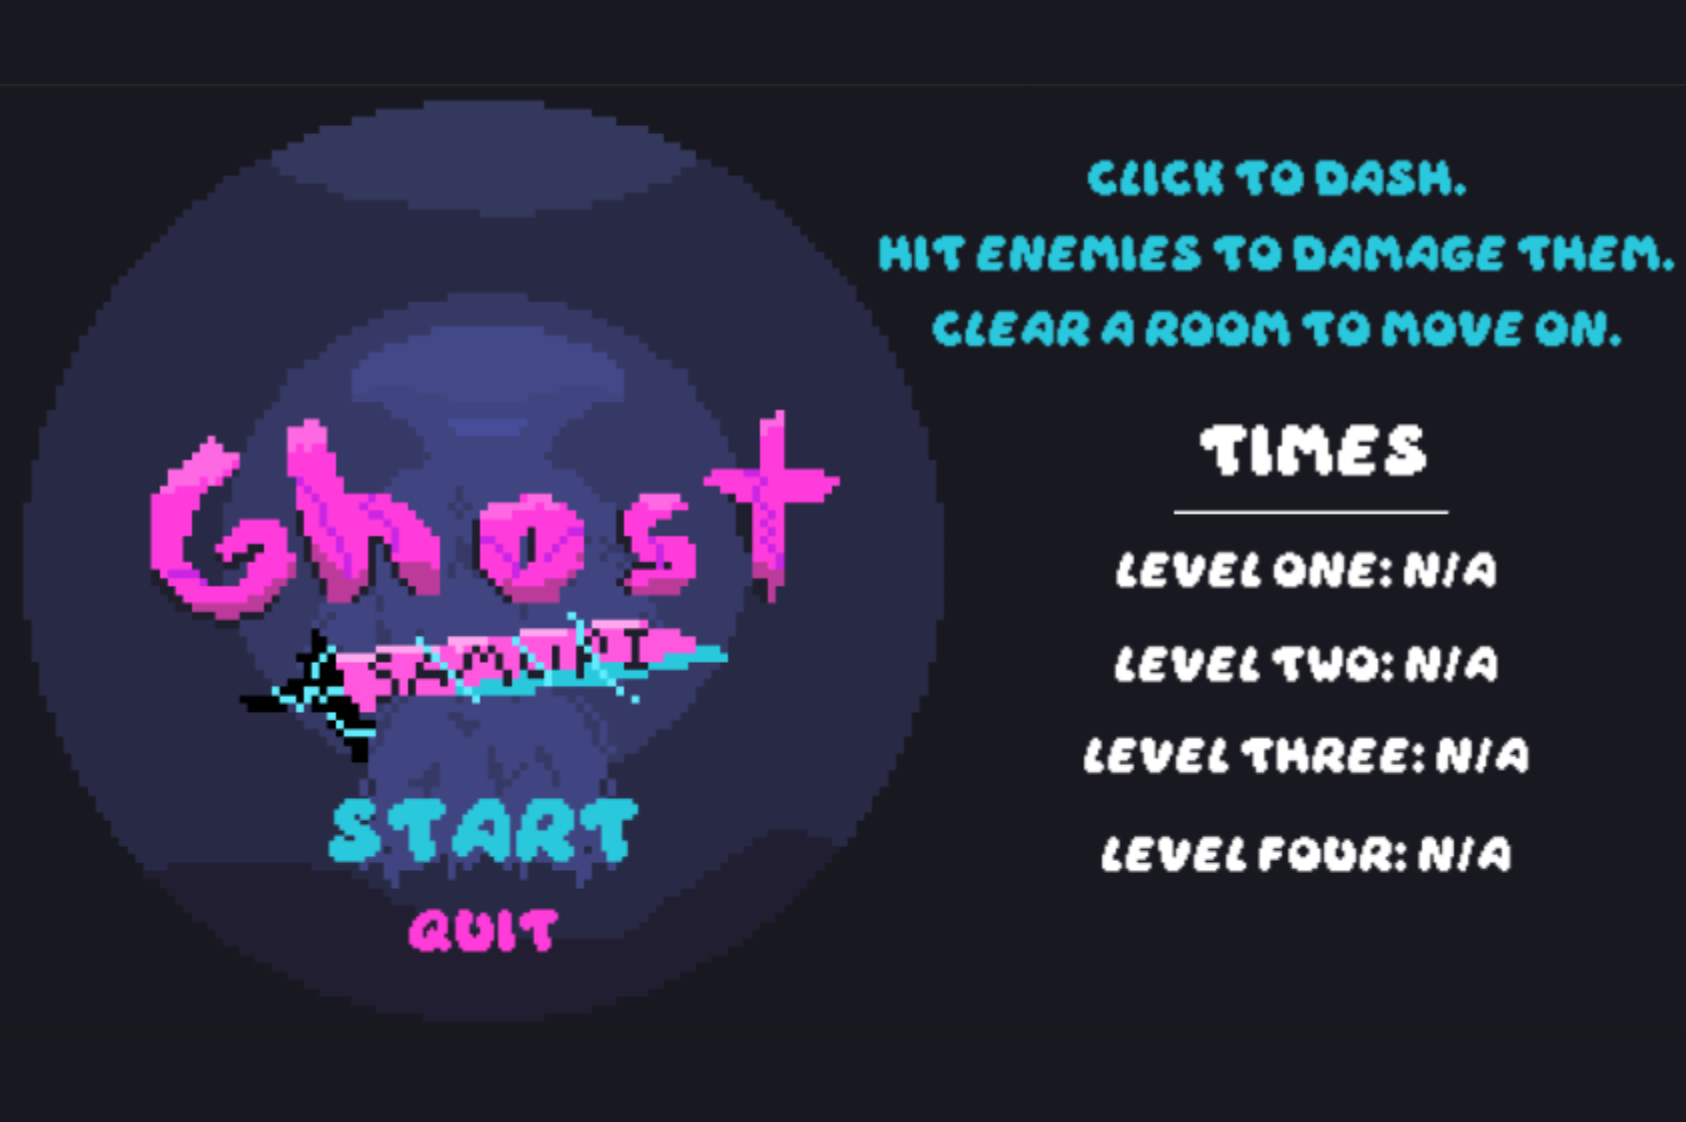 Ghost
SAMURI
START
QUIT
CLICK TO DASH.
HIT ENEMIES TO DAMAGE THEM.
CLEAR A ROOM TO MOVE ON.
TIMES
LEVEL ONE: N/A
LEVEL TWO: N/A
LEVEL THREE: N/A
LEVEL FOUR: N/A